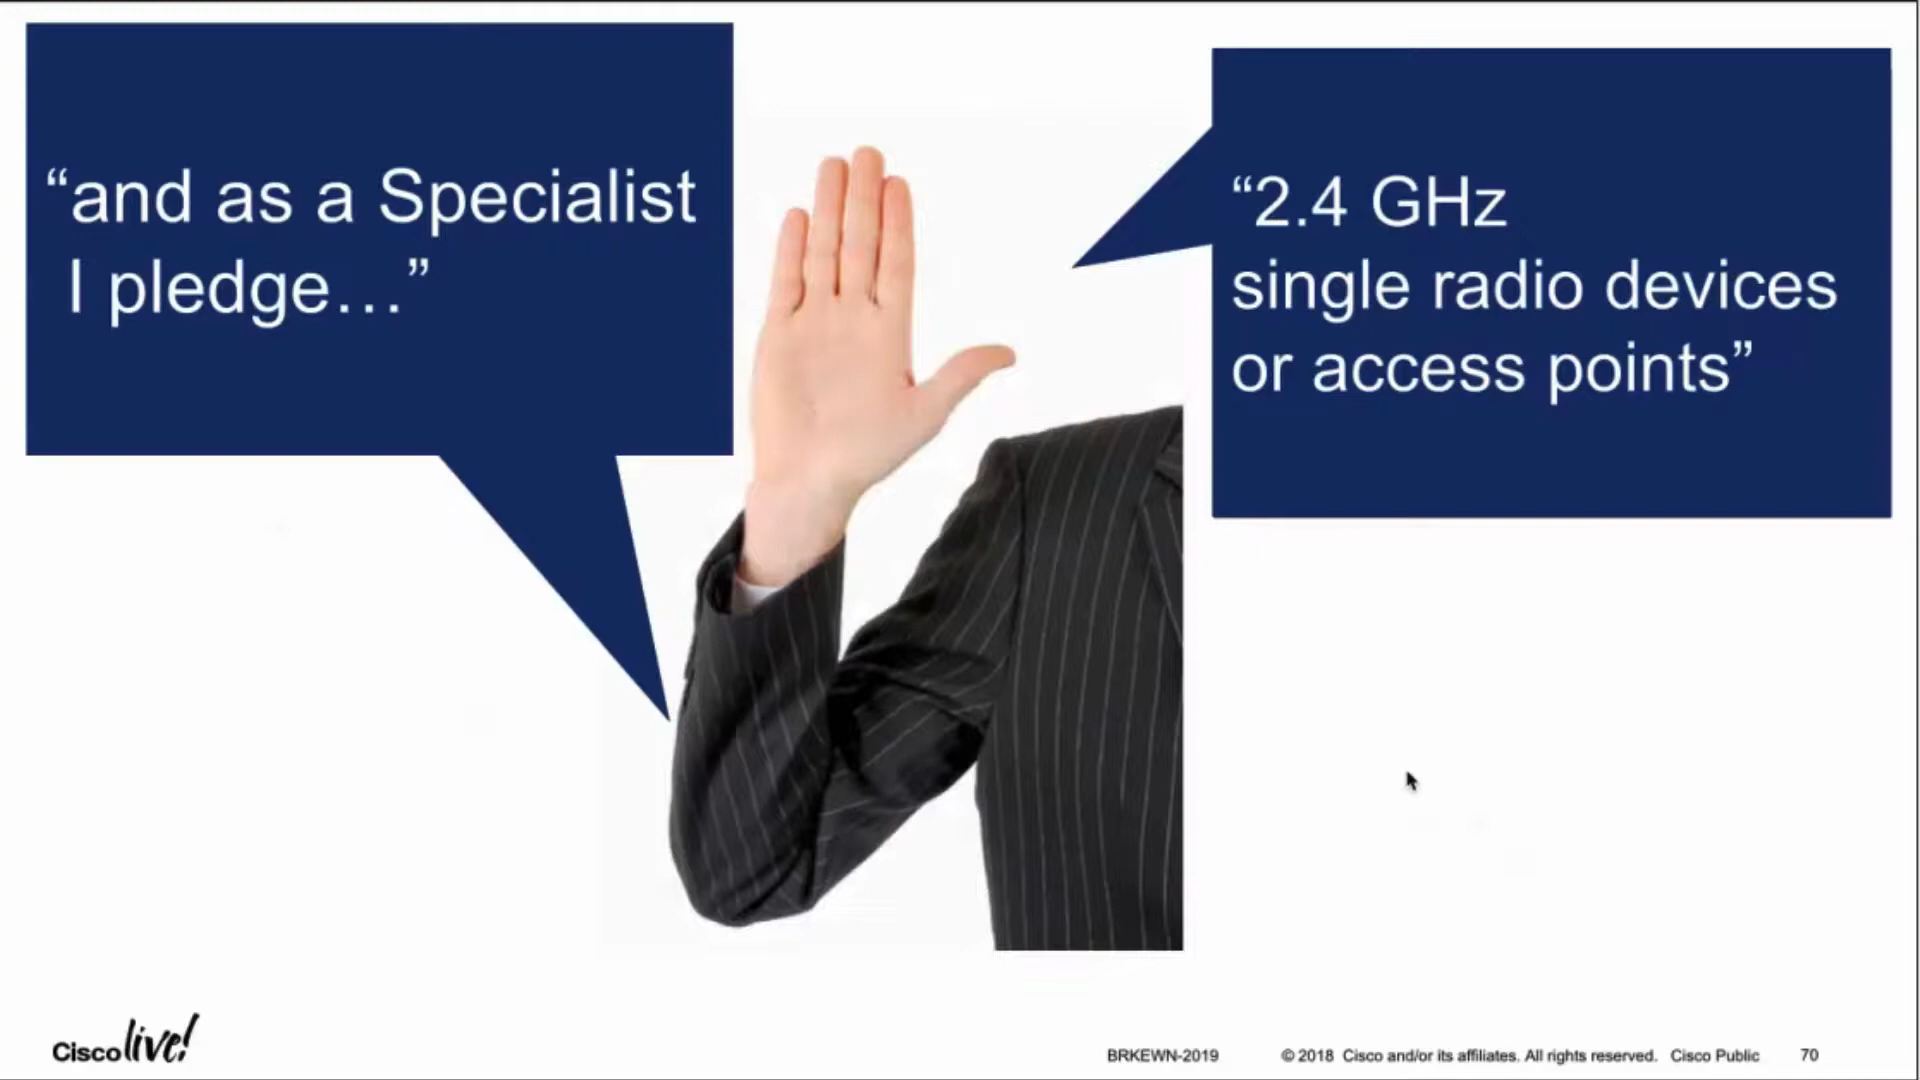 “and as a Specialist
I pledge…”
“2.4 GHz
single radio devices
or access points”
Cisco live!
BRKEWN-2019
© 2018 Cisco and/or its affiliates. All rights reserved. Cisco Public
70